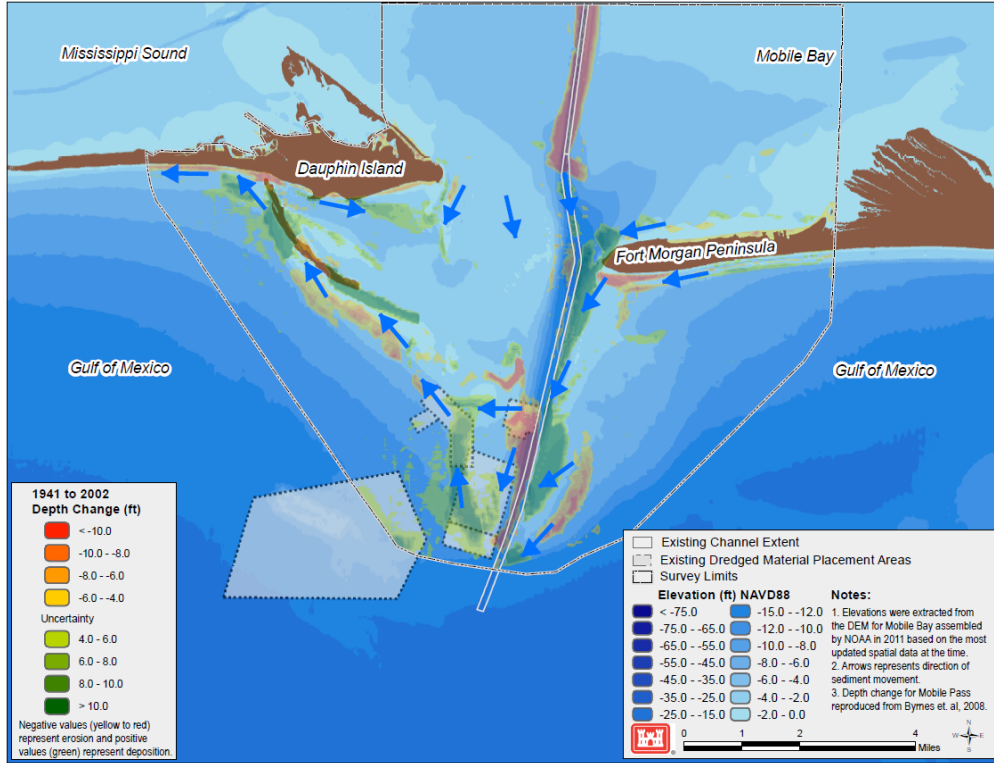 Mississippi Sound
Mobile Bay
Dauphin Island
Fort Morgan Peninsula
Gulf of Mexico
Gulf of Mexico
1941 to 2002
Depth Change (ft)
< -10.0
-10.0 - -8.0
-8.0 - -6.0
-6.0 - -4.0
Uncertainty
4.0 - 6.0
6.0 - 8.0
8.0 - 10.0
> 10.0
Negative values (yellow to red)
represent erosion and positive
values (green) represent deposition.
Existing Channel Extent
Existing Dredged Material Placement Areas
Survey Limits
Elevation (ft) NAVD88
< -75.0
-75.0 - -65.0
-65.0 - -55.0
-55.0 - -45.0
-45.0 - -35.0
-35.0 - -25.0
-25.0 - -15.0
-15.0 - -12.0
-12.0 - -10.0
-10.0 - -8.0
-8.0 - -6.0
-6.0 - -4.0
-4.0 - -2.0
-2.0 - 0.0
Notes:
1. Elevations were extracted from
the DEM for Mobile Bay assembled
by NOAA in 2011 based on the most
updated spatial data at the time.
2. Arrows represents direction of
sediment movement.
3. Depth change for Mobile Pass
reproduced from Byrnes et. al, 2008.
0 1 2 4
Miles
N
W E
S